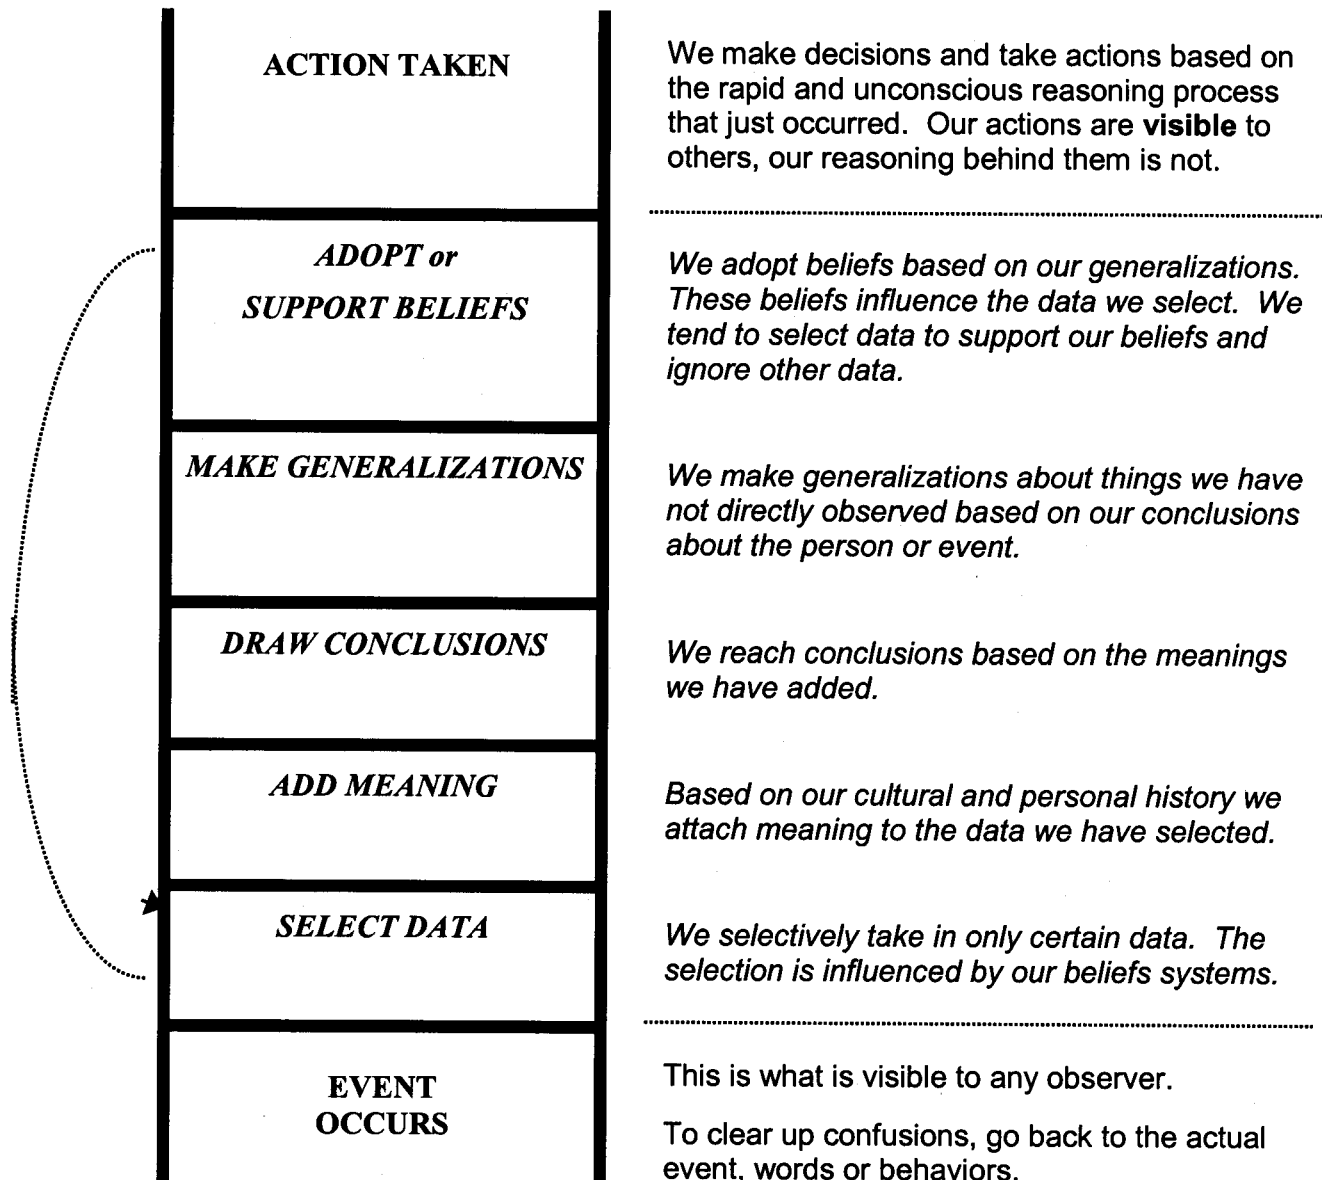 ACTION TAKEN
We make decisions and take actions based on
the rapid and unconscious reasoning process
that just occurred. Our actions are visible to
others, our reasoning behind them is not.
ADOPT or
SUPPORT BELIEFS
We adopt beliefs based on our generalizations.
These beliefs influence the data we select. We
tend to select data to support our beliefs and
ignore other data.
MAKE GENERALIZATIONS
We make generalizations about things we have
not directly observed based on our conclusions
about the person or event.
DRAW CONCLUSIONS
We reach conclusions based on the meanings
we have added.
ADD MEANING
Based on our cultural and personal history we
attach meaning to the data we have selected.
SELECT DATA
We selectively take in only certain data. The
selection is influenced by our beliefs systems.
EVENT
OCCURS
This is what is visible to any observer.
To clear up confusions, go back to the actual
event, words or behaviors.